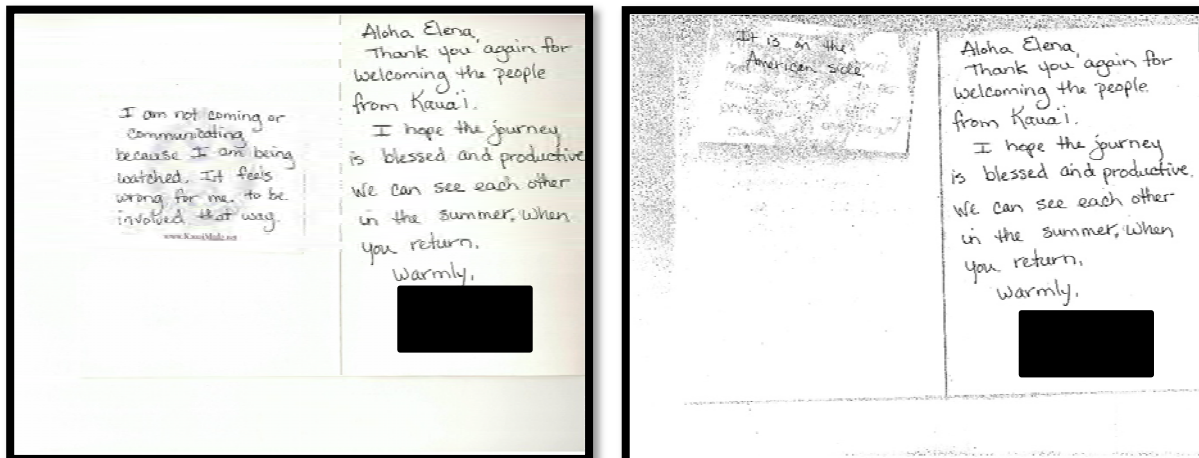 I am not coming or
communicating
because I am being
watched. It feels
wrong for me. to be
involved that way.
www.KauaiMade.net
Aloha Elena,
Thank you again for
welcoming the people
from Kaua'i.
I hope the journey
is blessed and productive
We can see each other
in the summer, when
you return.
Warmly,
It is on the
American side.
Aloha Elena,
Thank you again for
welcoming the people
from Kaua'i.
I hope the journey
is blessed and productive.
We can see each other
in the summer, when
you return.
Warmly,